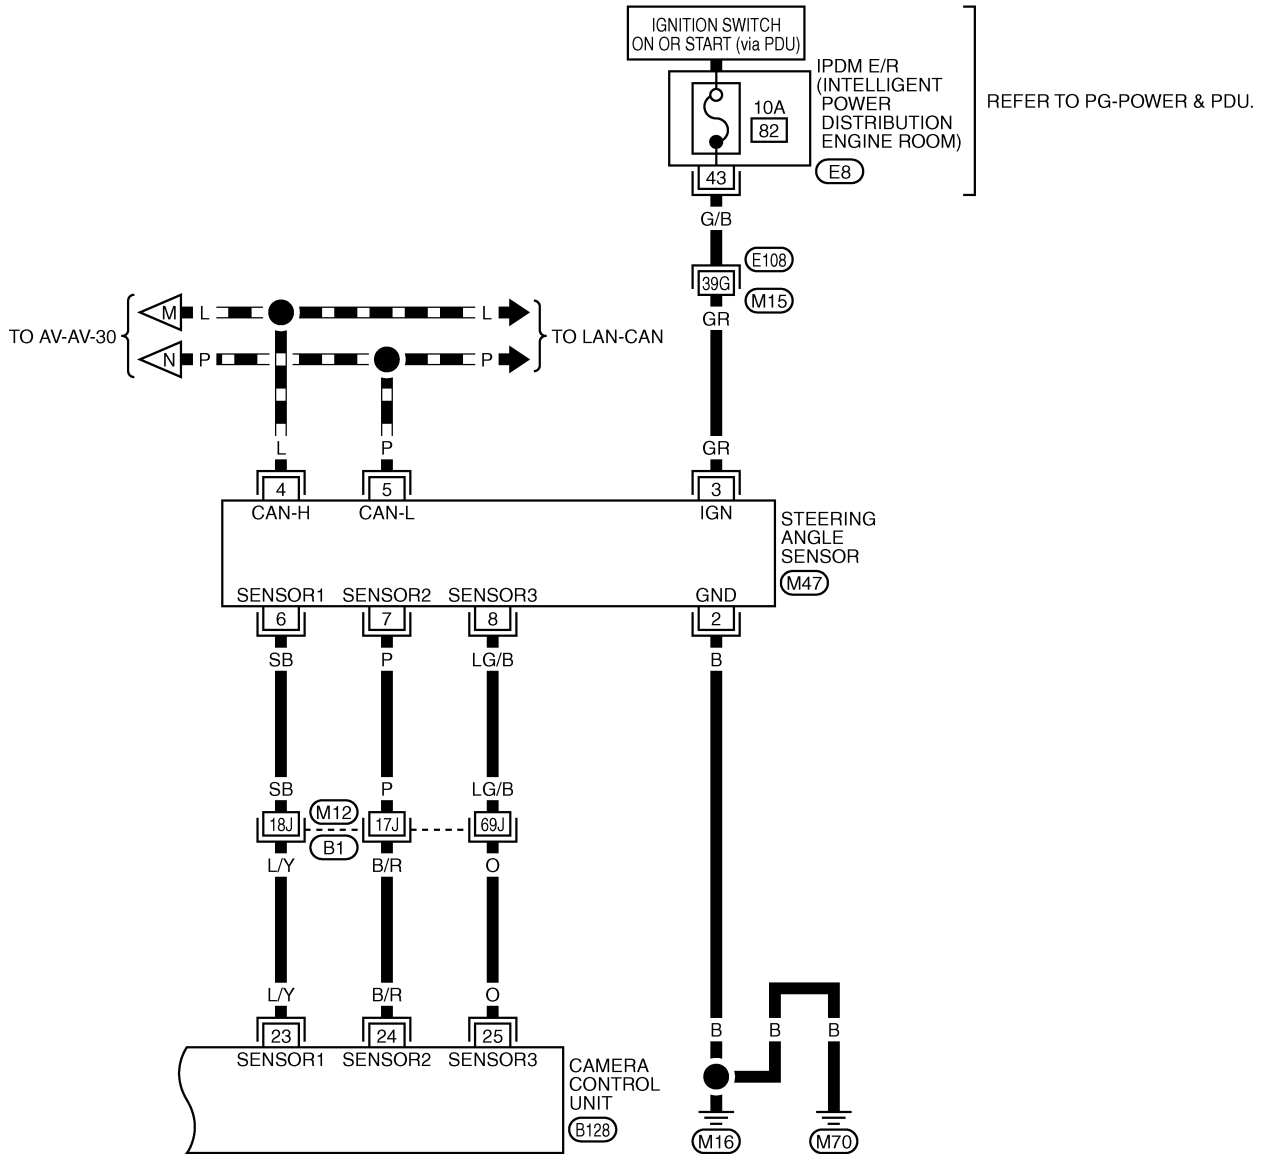 IGNITION SWITCH
ON OR START (via PDU)
IPDM E/R
(INTELLIGENT
POWER
DISTRIBUTION
ENGINE ROOM)
E8
REFER TO PG-POWER & PDU.
10A
82
43
G/B
E108
39G
M15
GR
TO AV-AV-30
M L L
N P P
TO LAN-CAN
L P GR
4 5 3
CAN-H CAN-L IGN
STEERING
ANGLE
SENSOR
M47
SENSOR1 SENSOR2 SENSOR3 GND
6 7 8 2
SB P LG/B B
SB P LG/B
M12
18J 17J 69J
B1
L/Y B/R O
L/Y B/R O
23 24 25
SENSOR1 SENSOR2 SENSOR3
CAMERA
CONTROL
UNIT
B128
B B B
M16 M70